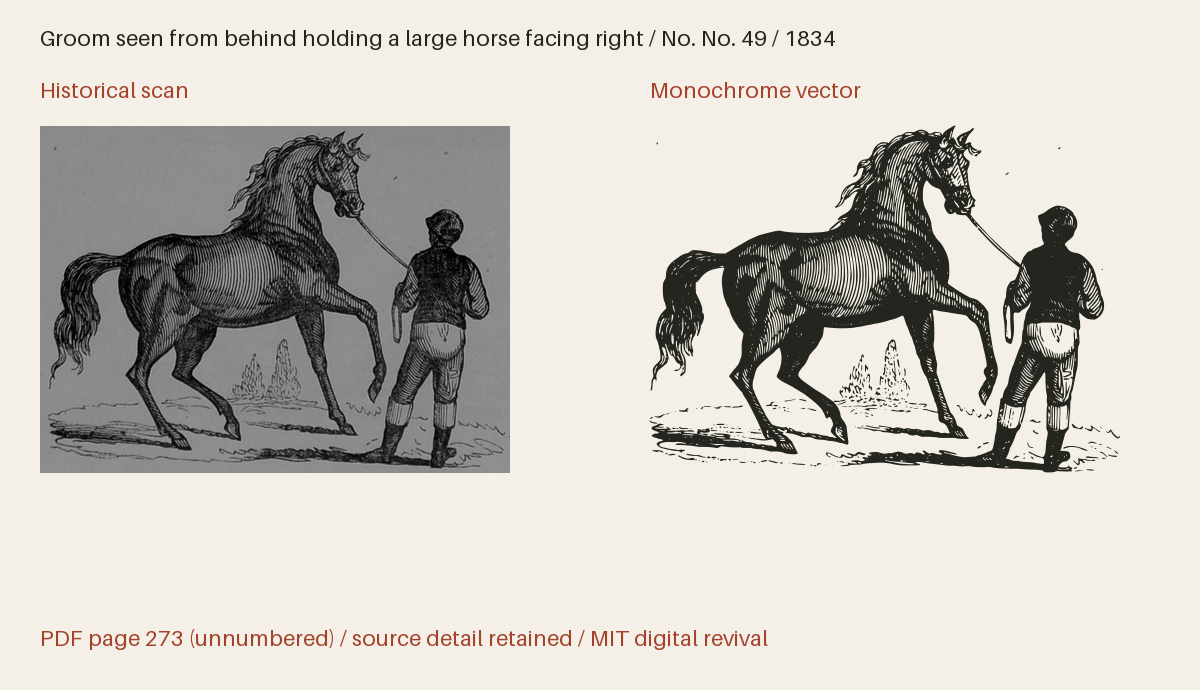 Groom seen from behind holding a large horse facing right / No. No. 49 / 1834
Historical scan
Monochrome vector
PDF page 273 (unnumbered) / source detail retained / MIT digital revival